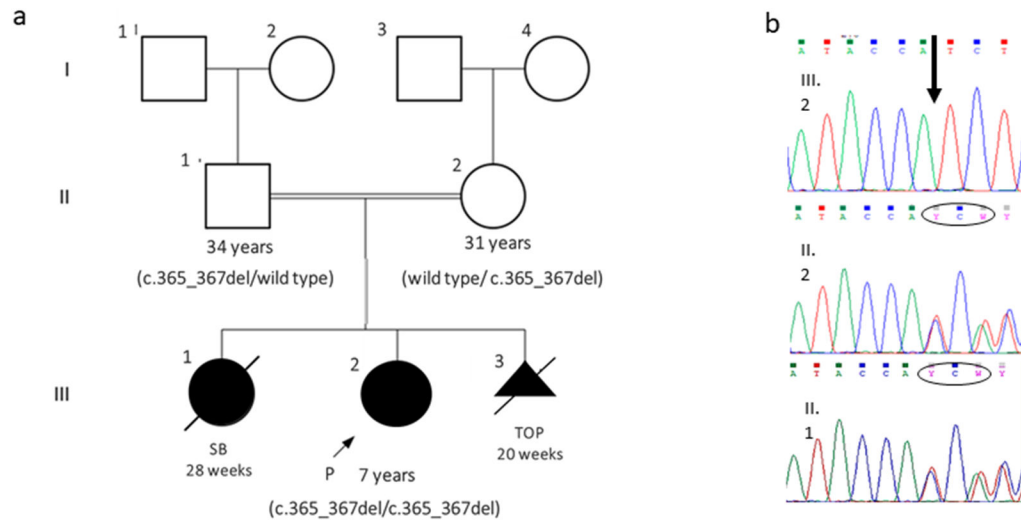 a
1 2 3 4
I
1 2
II
34 years 31 years
(c.365_367del/wild type) (wild type/ c.365_367del)
1 2 3
III
SB TOP
28 weeks 20 weeks
P 7 years
(c.365_367del/c.365_367del)
b
A T A C C A T C T
III.
2
A T A C C A Y C W Y
II.
2
A T A C C A Y C W Y
II.
1